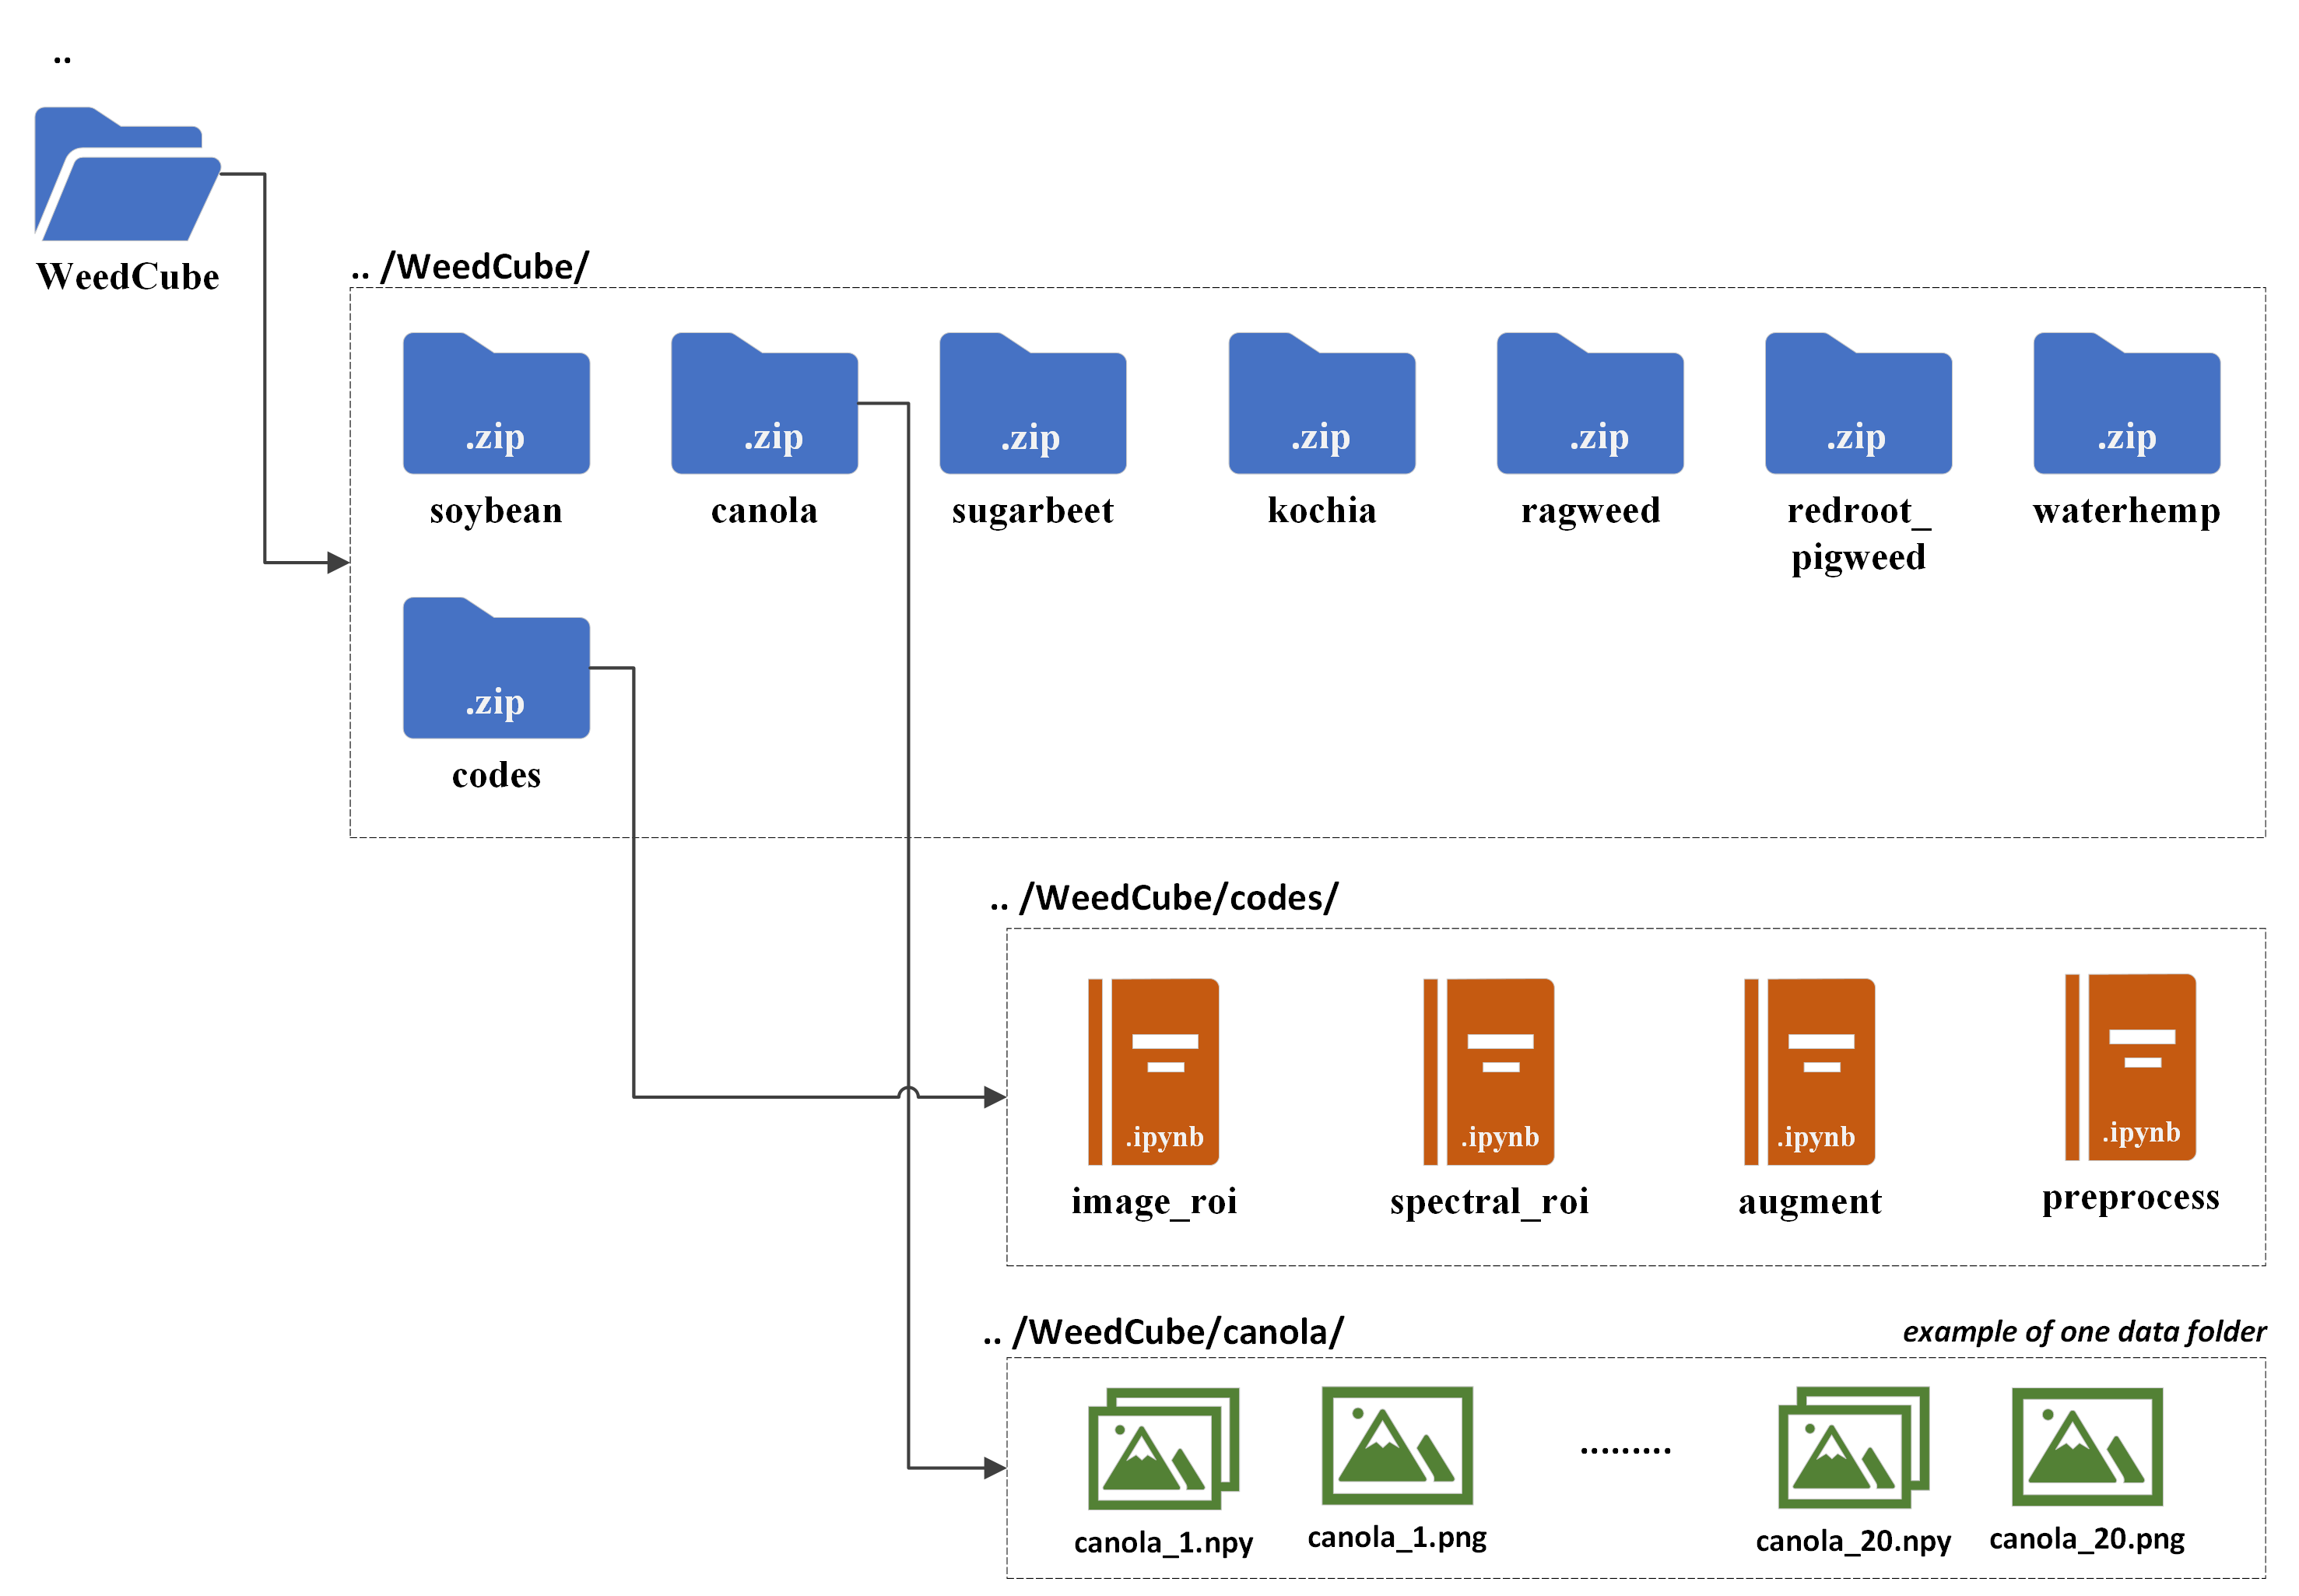 ..
WeedCube
.. /WeedCube/
.zip .zip .zip .zip .zip .zip .zip
soybean canola sugarbeet kochia ragweed redroot_ waterhemp
pigweed
.zip
codes
.. /WeedCube/codes/
.ipynb .ipynb .ipynb .ipynb
image_roi spectral_roi augment preprocess
.. /WeedCube/canola/ example of one data folder
.........
canola_1.npy canola_1.png canola_20.npy canola_20.png